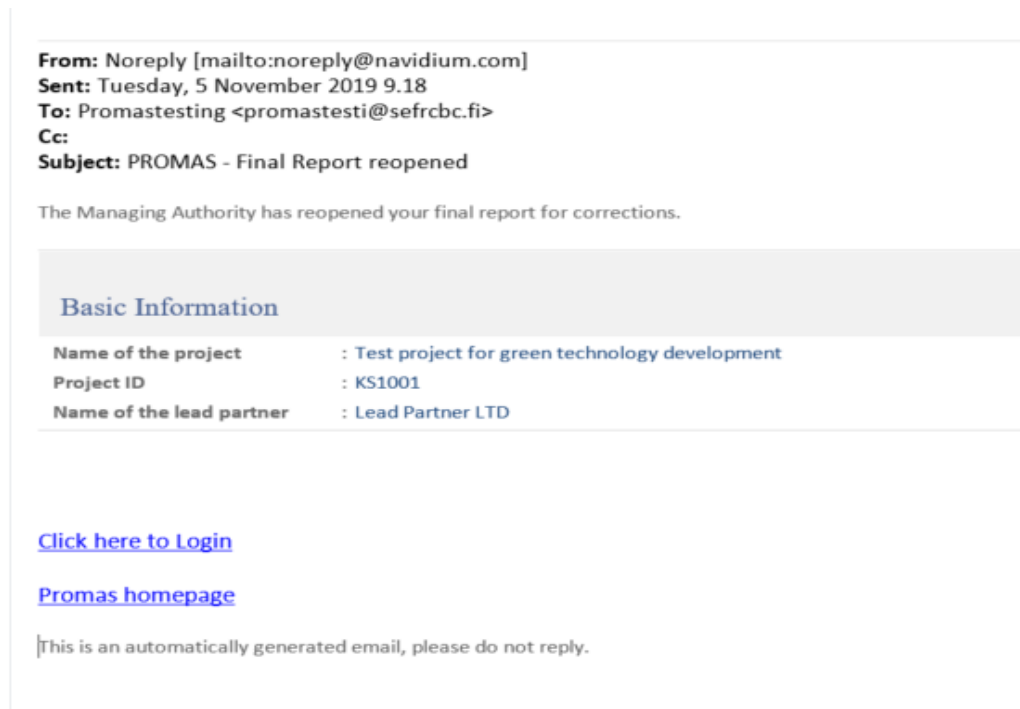 From: Noreply [mailto:noreply@navidium.com]
Sent: Tuesday, 5 November 2019 9.18
To: Promastesting <promastesti@sefrcbc.fi>
Cc:
Subject: PROMAS - Final Report reopened
The Managing Authority has reopened your final report for corrections.
Basic Information
Name of the project : Test project for green technology development
Project ID : KS1001
Name of the lead partner : Lead Partner LTD
Click here to Login
Promas homepage
This is an automatically generated email, please do not reply.